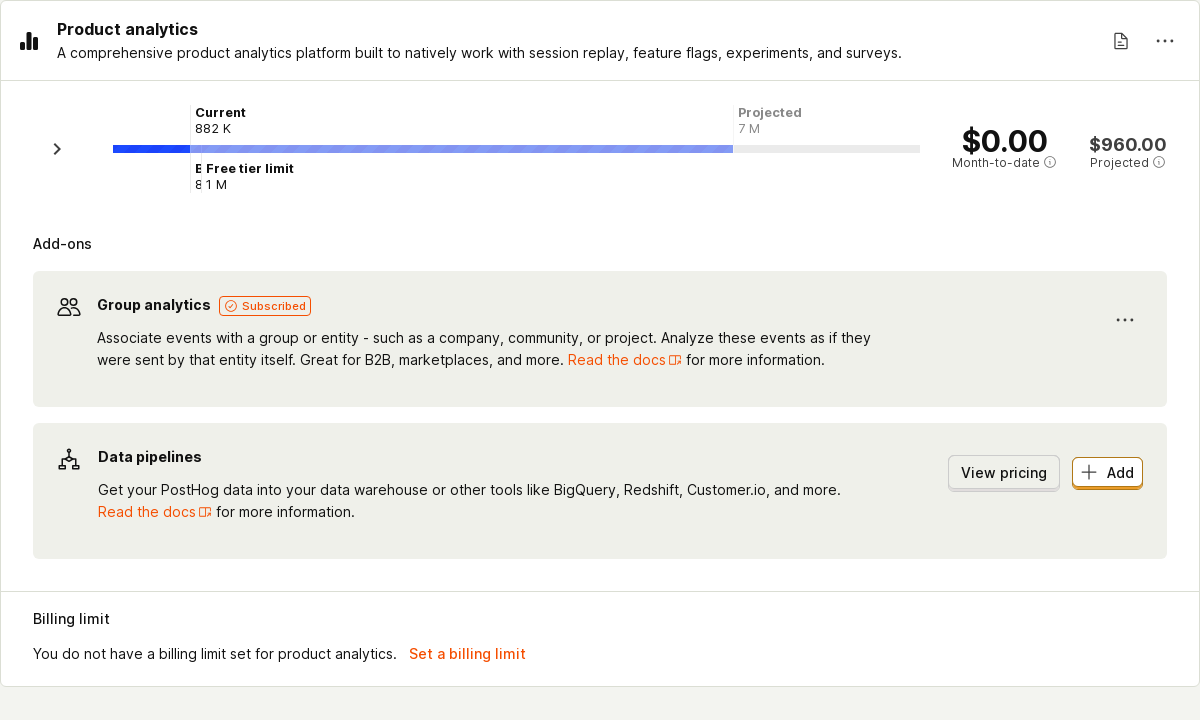 Product analytics
A comprehensive product analytics platform built to natively work with session replay, feature flags, experiments, and surveys.
Current
882 K
Projected
7 M
Free tier limit
1 M
$0.00
Month-to-date
$960.00
Projected
Add-ons
Group analytics
Subscribed
Associate events with a group or entity - such as a company, community, or project. Analyze these events as if they
were sent by that entity itself. Great for B2B, marketplaces, and more. Read the docs for more information.
Data pipelines
Get your PostHog data into your data warehouse or other tools like BigQuery, Redshift, Customer.io, and more.
Read the docs for more information.
View pricing
Add
Billing limit
You do not have a billing limit set for product analytics. Set a billing limit